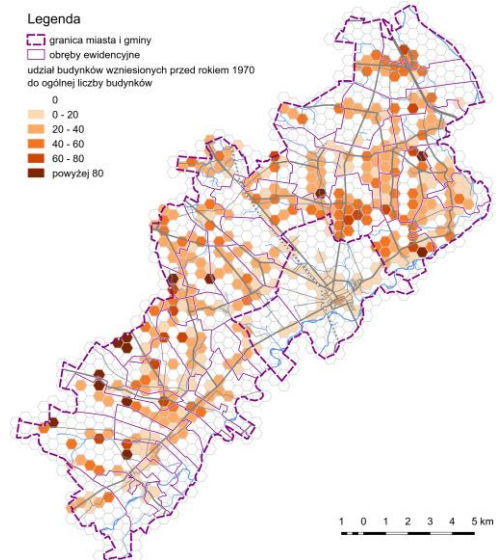 Legenda
granica miasta i gminy
obręby ewidencyjne
udział budynków wzniesionych przed rokiem 1970
do ogólnej liczby budynków
0
0 - 20
20 - 40
40 - 60
60 - 80
powyżej 80
1 0 1 2 3 4 5 km